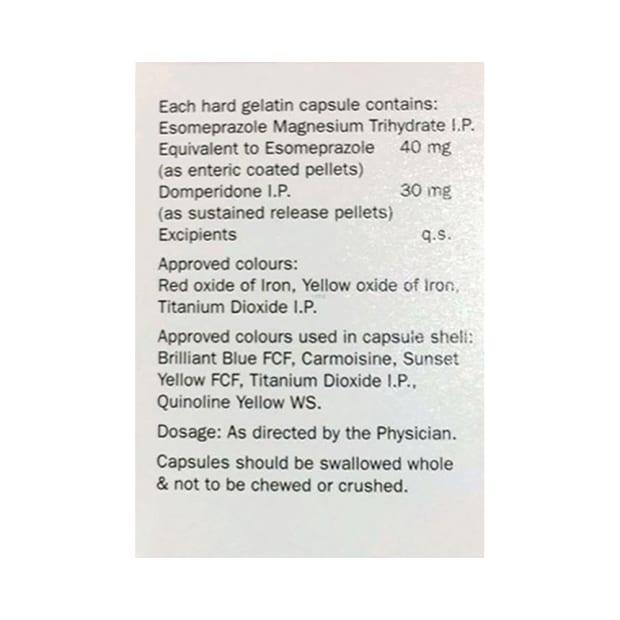 Each hard gelatin capsule contains:
Esomeprazole Magnesium Trihydrate I.P.
Equivalent to Esomeprazole 40 mg
(as enteric coated pellets)
Domperidone I.P. 30 mg
(as sustained release pellets)
Excipients q.s.
Approved colours:
Red oxide of Iron, Yellow oxide of Iron,
Titanium Dioxide I.P.
Approved colours used in capsule shell:
Brilliant Blue FCF, Carmoisine, Sunset
Yellow FCF, Titanium Dioxide I.P.,
Quinoline Yellow WS.
Dosage: As directed by the Physician.
Capsules should be swallowed whole
& not to be chewed or crushed.